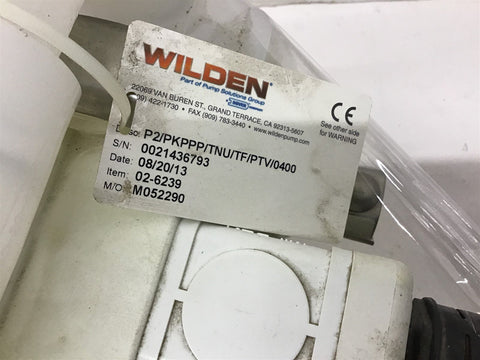 WILDEN®
Part of Pump Solutions Group
DOVER
22069 VAN BUREN ST., GRAND TERRACE, CA 92313-5607
(909) 422-1730 • FAX (909) 783-3440 • www.wildenpump.com
CE
See other side
for WARNING
P2/PKPPP/TNU/TF/PTV/0400
S/N: 0021436793
Date: 08/20/13
Item: 02-6239
M/O: M052290